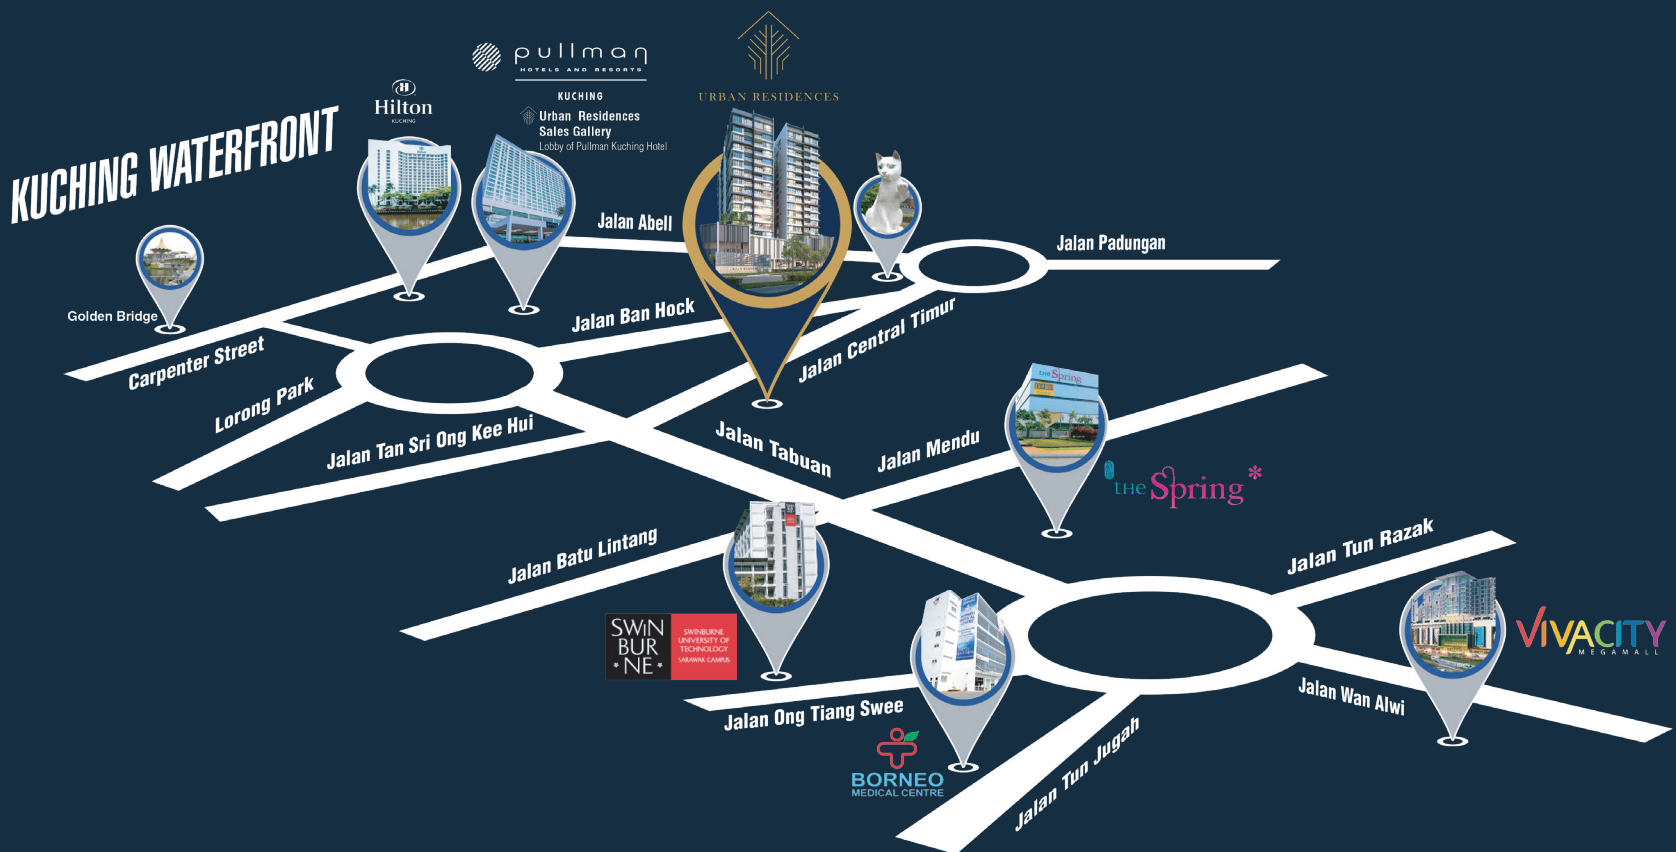 pullman
HOTELS AND RESORTS
KUCHING
Urban Residences
Sales Gallery
Lobby of Pullman Kuching Hotel
URBAN RESIDENCES
Hilton
KUCHING
KUCHING WATERFRONT
Golden Bridge
Jalan Abell
Jalan Padungan
Jalan Ban Hock
Jalan Central Timur
Carpenter Street
Lorong Park
Jalan Tan Sri Ong Kee Hui
Jalan Tabuan
Jalan Mendu
THE Spring
THE Spring*
Jalan Batu Lintang
Jalan Tun Razak
SWIN
BUR
*NE*
SWINBURNE
UNIVERSITY OF
TECHNOLOGY
SARAWAK CAMPUS
VIVACITY
MEGAMALL
Jalan Wan Alwi
Jalan Ong Tiang Swee
BORNEO
MEDICAL CENTRE
Jalan Tun Jugah